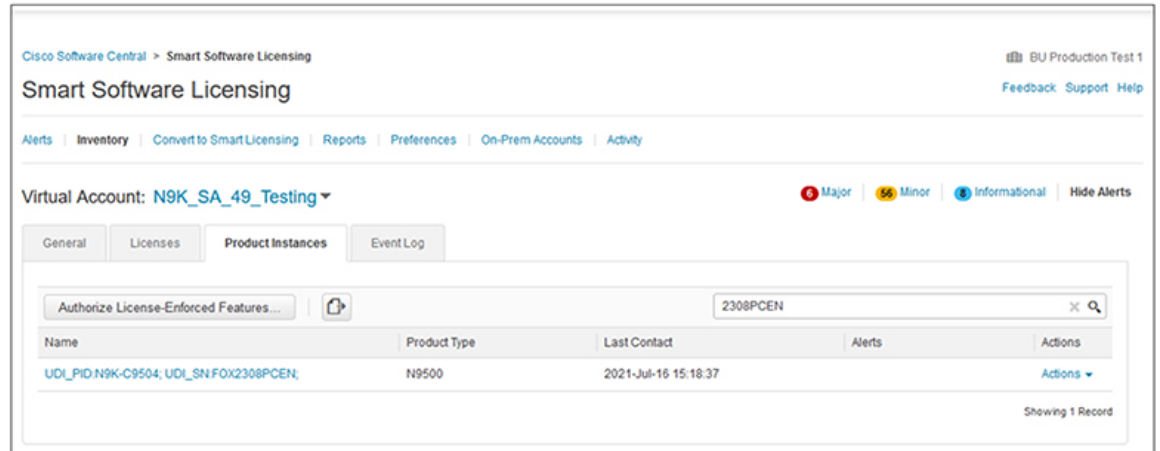 Cisco Software Central > Smart Software Licensing
BU Production Test 1
Smart Software Licensing
Feedback Support Help
Alerts | Inventory | Convert to Smart Licensing | Reports | Preferences | On-Prem Accounts | Activity
Virtual Account: N9K_SA_49_Testing
6 Major | 56 Minor | 8 Informational | Hide Alerts
General Licenses Product Instances Event Log
Authorize License-Enforced Features...
2308PCEN
Name Product Type Last Contact Alerts Actions
UDI_PID:N9K-C9504; UDI_SN:FOX2308PCEN; N9500 2021-Jul-16 15:18:37 Actions
Showing 1 Record